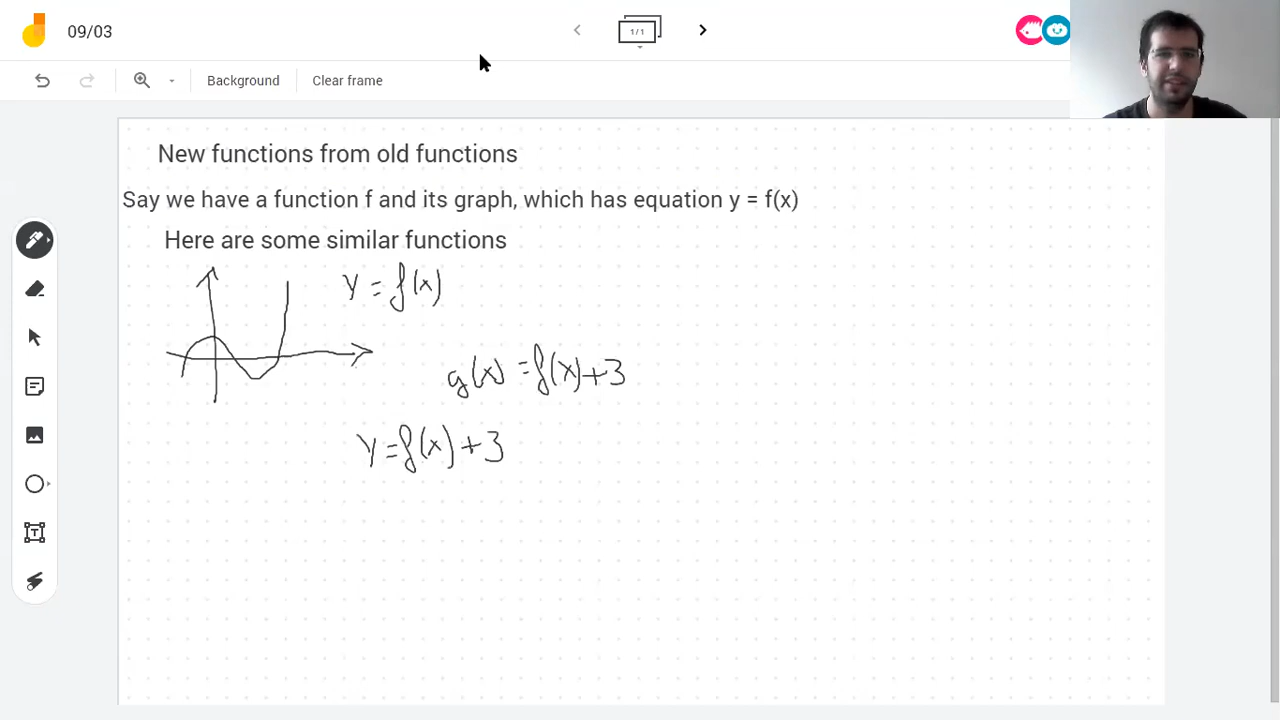 09/03
1/1
Background
Clear frame
New functions from old functions
Say we have a function f and its graph, which has equation y = f(x)
Here are some similar functions
y = f(x)
g(x) = f(x)+3
y = f(x)+3
T